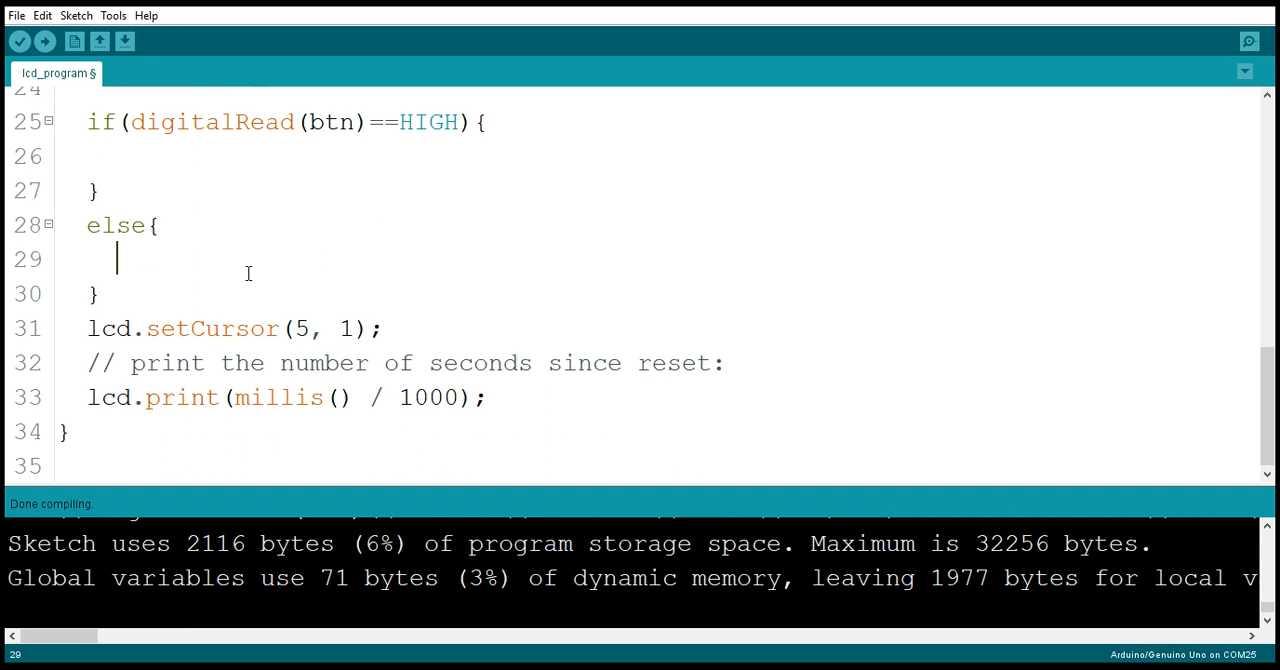 File Edit Sketch Tools Help
lcd_program §
24
25 if(digitalRead(btn)==HIGH){
26
27 }
28 else{
29
30 }
31 lcd.setCursor(5, 1);
32 // print the number of seconds since reset:
33 lcd.print(millis() / 1000);
34 }
35
Done compiling.
Sketch uses 2116 bytes (6%) of program storage space. Maximum is 32256 bytes.
Global variables use 71 bytes (3%) of dynamic memory, leaving 1977 bytes for local v
29 Arduino/Genuino Uno on COM25